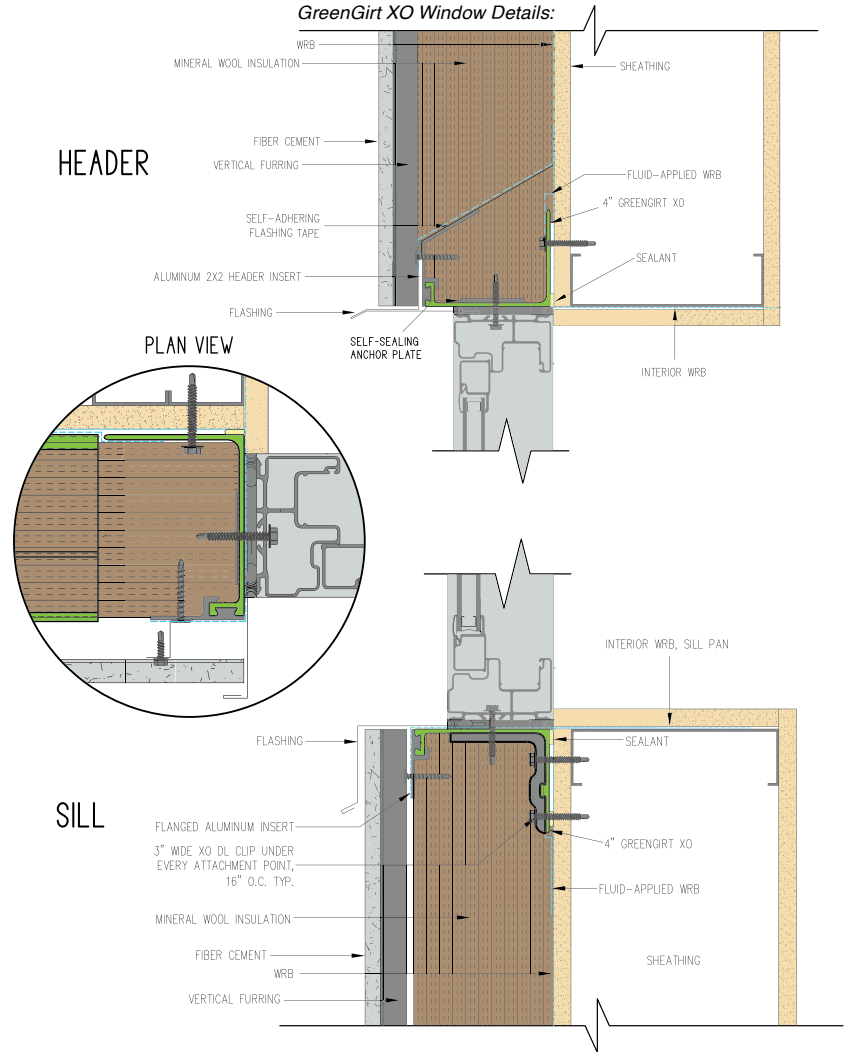 GreenGirt XO Window Details:
WRB
MINERAL WOOL INSULATION
SHEATHING
FIBER CEMENT
HEADER
VERTICAL FURRING
FLUID-APPLIED WRB
4" GREENGIRT XO
SELF-ADHERING
FLASHING TAPE
SEALANT
ALUMINUM 2X2 HEADER INSERT
FLASHING
SELF-SEALING
ANCHOR PLATE
PLAN VIEW
INTERIOR WRB
INTERIOR WRB, SILL PAN
FLASHING
SEALANT
SILL
FLANGED ALUMINUM INSERT
4" GREENGIRT XO
3" WIDE XO DL CLIP UNDER
EVERY ATTACHMENT POINT,
16" O.C. TYP.
FLUID-APPLIED WRB
MINERAL WOOL INSULATION
FIBER CEMENT
SHEATHING
WRB
VERTICAL FURRING